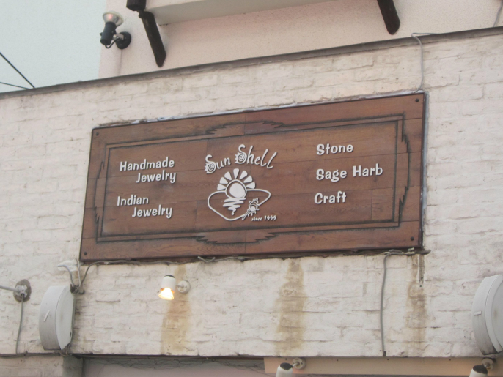 Handmade
Jewelry
Indian
Jewelry
Sun Shell
Stone
Sage Harb
Craft